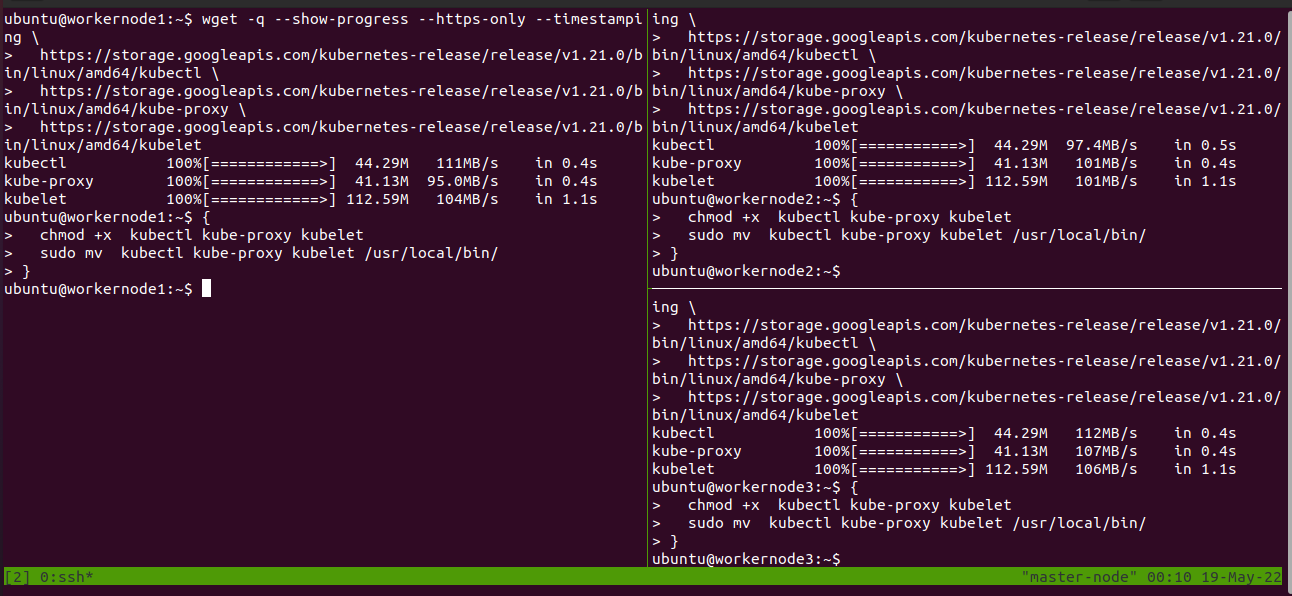 ubuntu@workernode1:~$ wget -q --show-progress --https-only --timestampi
ng \
>   https://storage.googleapis.com/kubernetes-release/release/v1.21.0/b
in/linux/amd64/kubectl \
>   https://storage.googleapis.com/kubernetes-release/release/v1.21.0/b
in/linux/amd64/kube-proxy \
>   https://storage.googleapis.com/kubernetes-release/release/v1.21.0/b
in/linux/amd64/kubelet
kubectl           100%[============>]  44.29M   111MB/s    in 0.4s
kube-proxy        100%[============>]  41.13M  95.0MB/s    in 0.4s
kubelet           100%[============>] 112.59M   104MB/s    in 1.1s
ubuntu@workernode1:~$ {
>   chmod +x  kubectl kube-proxy kubelet
>   sudo mv  kubectl kube-proxy kubelet /usr/local/bin/
> }
ubuntu@workernode1:~$
ing \
>   https://storage.googleapis.com/kubernetes-release/release/v1.21.0/
bin/linux/amd64/kubectl \
>   https://storage.googleapis.com/kubernetes-release/release/v1.21.0/
bin/linux/amd64/kube-proxy \
>   https://storage.googleapis.com/kubernetes-release/release/v1.21.0/
bin/linux/amd64/kubelet
kubectl           100%[===========>]  44.29M  97.4MB/s    in 0.5s
kube-proxy        100%[===========>]  41.13M   101MB/s    in 0.4s
kubelet           100%[===========>] 112.59M   101MB/s    in 1.1s
ubuntu@workernode2:~$ {
>   chmod +x  kubectl kube-proxy kubelet
>   sudo mv  kubectl kube-proxy kubelet /usr/local/bin/
> }
ubuntu@workernode2:~$
ing \
>   https://storage.googleapis.com/kubernetes-release/release/v1.21.0/
bin/linux/amd64/kubectl \
>   https://storage.googleapis.com/kubernetes-release/release/v1.21.0/
bin/linux/amd64/kube-proxy \
>   https://storage.googleapis.com/kubernetes-release/release/v1.21.0/
bin/linux/amd64/kubelet
kubectl           100%[===========>]  44.29M   112MB/s    in 0.4s
kube-proxy        100%[===========>]  41.13M   107MB/s    in 0.4s
kubelet           100%[===========>] 112.59M   106MB/s    in 1.1s
ubuntu@workernode3:~$ {
>   chmod +x  kubectl kube-proxy kubelet
>   sudo mv  kubectl kube-proxy kubelet /usr/local/bin/
> }
ubuntu@workernode3:~$
[2] 0:ssh* "master-node" 00:10 19-May-22